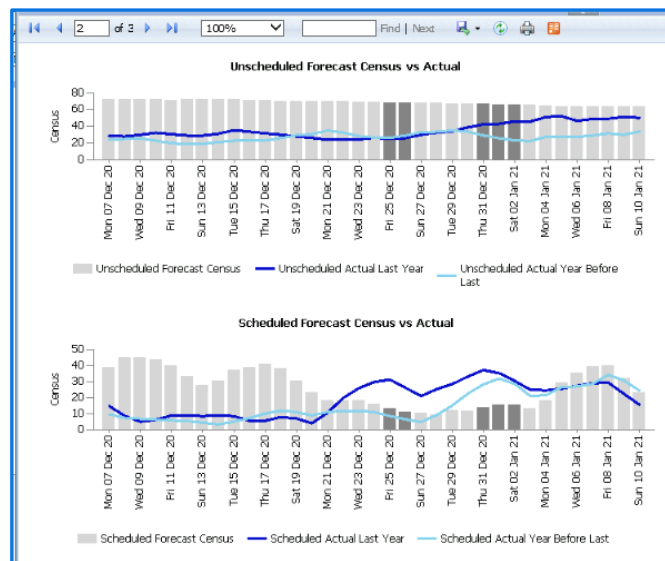 2 of 3 100% Find | Next
Unscheduled Forecast Census vs Actual
80
60
40
20
0
Census
Mon 07 Dec 20
Wed 09 Dec 20
Fri 11 Dec 20
Sun 13 Dec 20
Tue 15 Dec 20
Thu 17 Dec 20
Sat 19 Dec 20
Mon 21 Dec 20
Wed 23 Dec 20
Fri 25 Dec 20
Sun 27 Dec 20
Tue 29 Dec 20
Thu 31 Dec 20
Sat 02 Jan 21
Mon 04 Jan 21
Wed 06 Jan 21
Fri 08 Jan 21
Sun 10 Jan 21
Unscheduled Forecast Census Unscheduled Actual Last Year Unscheduled Actual Year Before
Last
Scheduled Forecast Census vs Actual
50
40
30
20
10
0
Census
Mon 07 Dec 20
Wed 09 Dec 20
Fri 11 Dec 20
Sun 13 Dec 20
Tue 15 Dec 20
Thu 17 Dec 20
Sat 19 Dec 20
Mon 21 Dec 20
Wed 23 Dec 20
Fri 25 Dec 20
Sun 27 Dec 20
Tue 29 Dec 20
Thu 31 Dec 20
Sat 02 Jan 21
Mon 04 Jan 21
Wed 06 Jan 21
Fri 08 Jan 21
Sun 10 Jan 21
Scheduled Forecast Census Scheduled Actual Last Year Scheduled Actual Year Before Last